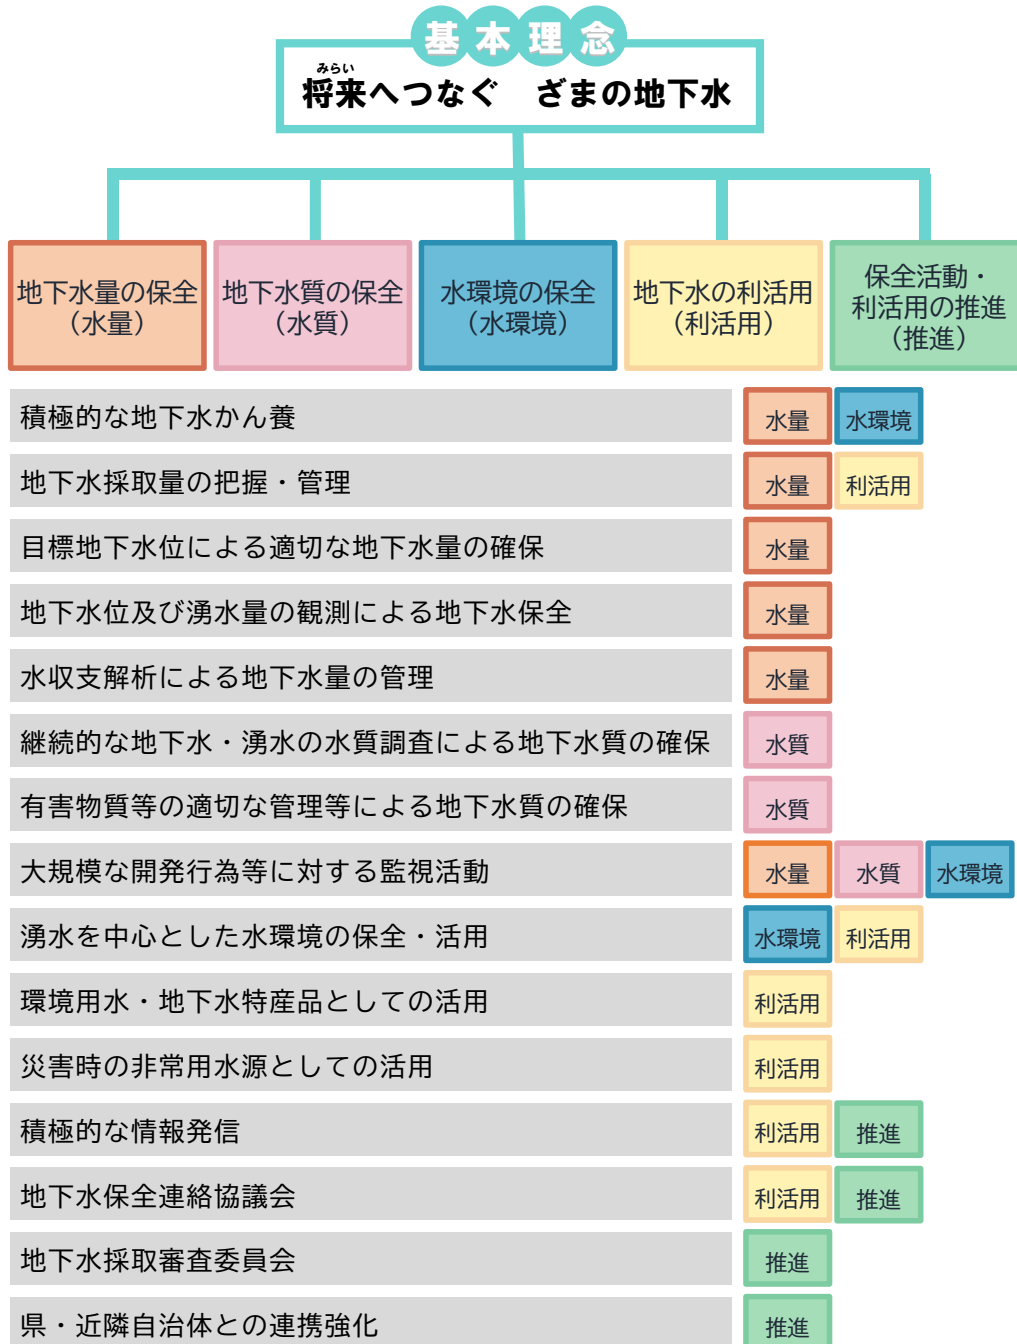 基本理念
みらい
将来へつなぐ　ざまの地下水
地下水量の保全
（水量）
地下水質の保全
（水質）
水環境の保全
（水環境）
地下水の利活用
（利活用）
保全活動・
利活用の推進
（推進）
積極的な地下水かん養 水量 水環境
地下水採取量の把握・管理 水量 利活用
目標地下水位による適切な地下水量の確保 水量
地下水位及び湧水量の観測による地下水保全 水量
水収支解析による地下水量の管理 水量
継続的な地下水・湧水の水質調査による地下水質の確保 水質
有害物質等の適切な管理等による地下水質の確保 水質
大規模な開発行為等に対する監視活動 水量 水質 水環境
湧水を中心とした水環境の保全・活用 水環境 利活用
環境用水・地下水特産品としての活用 利活用
災害時の非常用水源としての活用 利活用
積極的な情報発信 利活用 推進
地下水保全連絡協議会 利活用 推進
地下水採取審査委員会 推進
県・近隣自治体との連携強化 推進